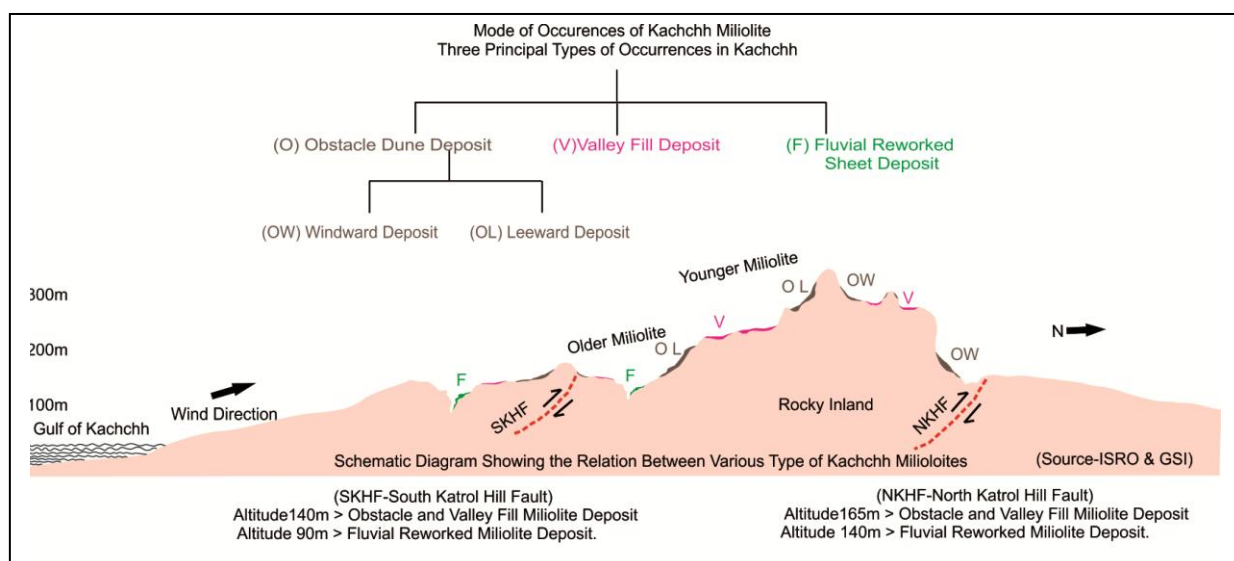 Mode of Occurences of Kachchh Miliolite
Three Principal Types of Occurrences in Kachchh
(O) Obstacle Dune Deposit
(V)Valley Fill Deposit
(F) Fluvial Reworked
Sheet Deposit
(OW) Windward Deposit
(OL) Leeward Deposit
Younger Miliolite
O L
OW
V
300m
N
Older Miliolite
V
O L
200m
OW
F
F
Wind Direction
100m
SKHF
Rocky Inland
NKHF
Gulf of Kachchh
Schematic Diagram Showing the Relation Between Various Type of Kachchh Milioloites
(Source-ISRO & GSI)
(SKHF-South Katrol Hill Fault)
Altitude140m > Obstacle and Valley Fill Miliolite Deposit
Altitude 90m > Fluvial Reworked Miliolite Deposit.
(NKHF-North Katrol Hill Fault)
Altitude165m > Obstacle and Valley Fill Miliolite Deposit
Altitude 140m > Fluvial Reworked Miliolite Deposit.